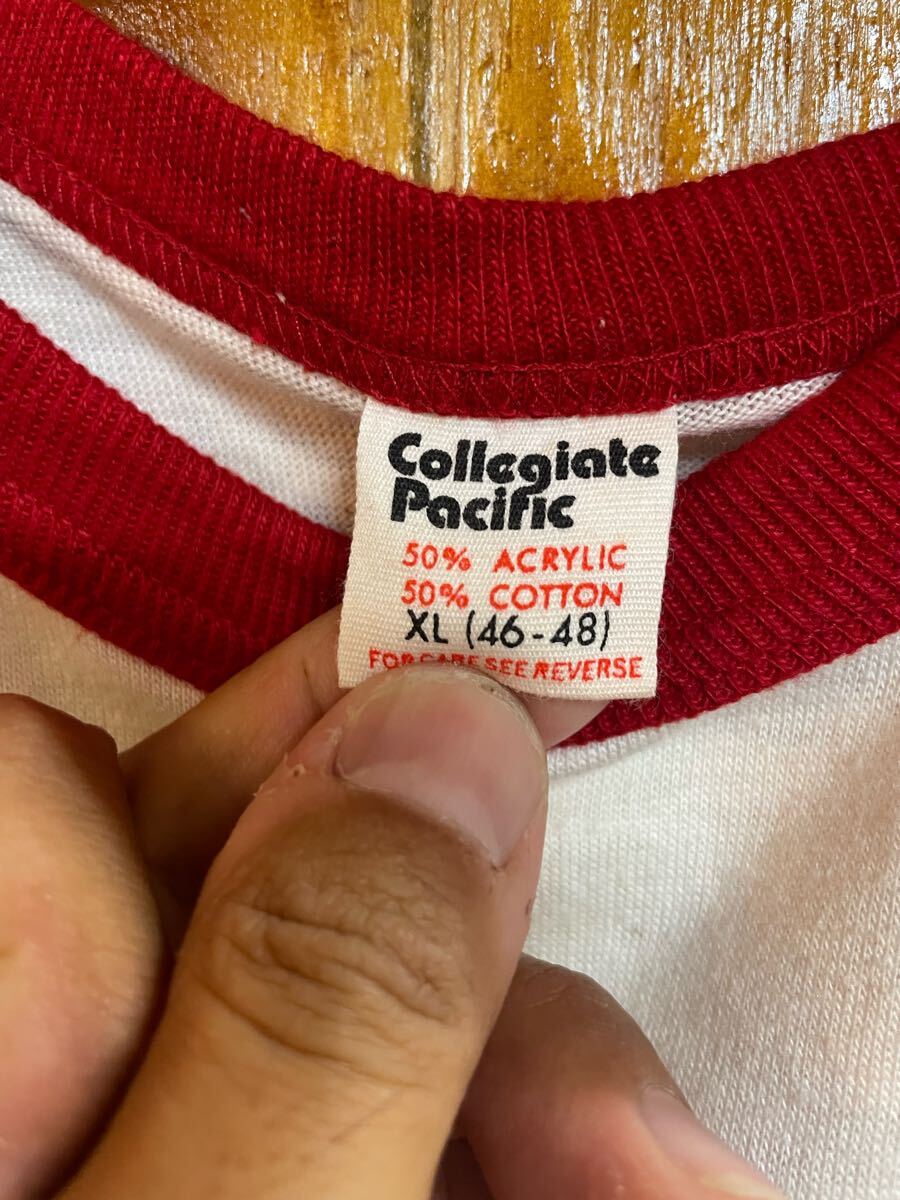 Collegiate
Pacific
50% ACRYLIC
50% COTTON
XL (46-48)
FOR CARE SEE REVERSE